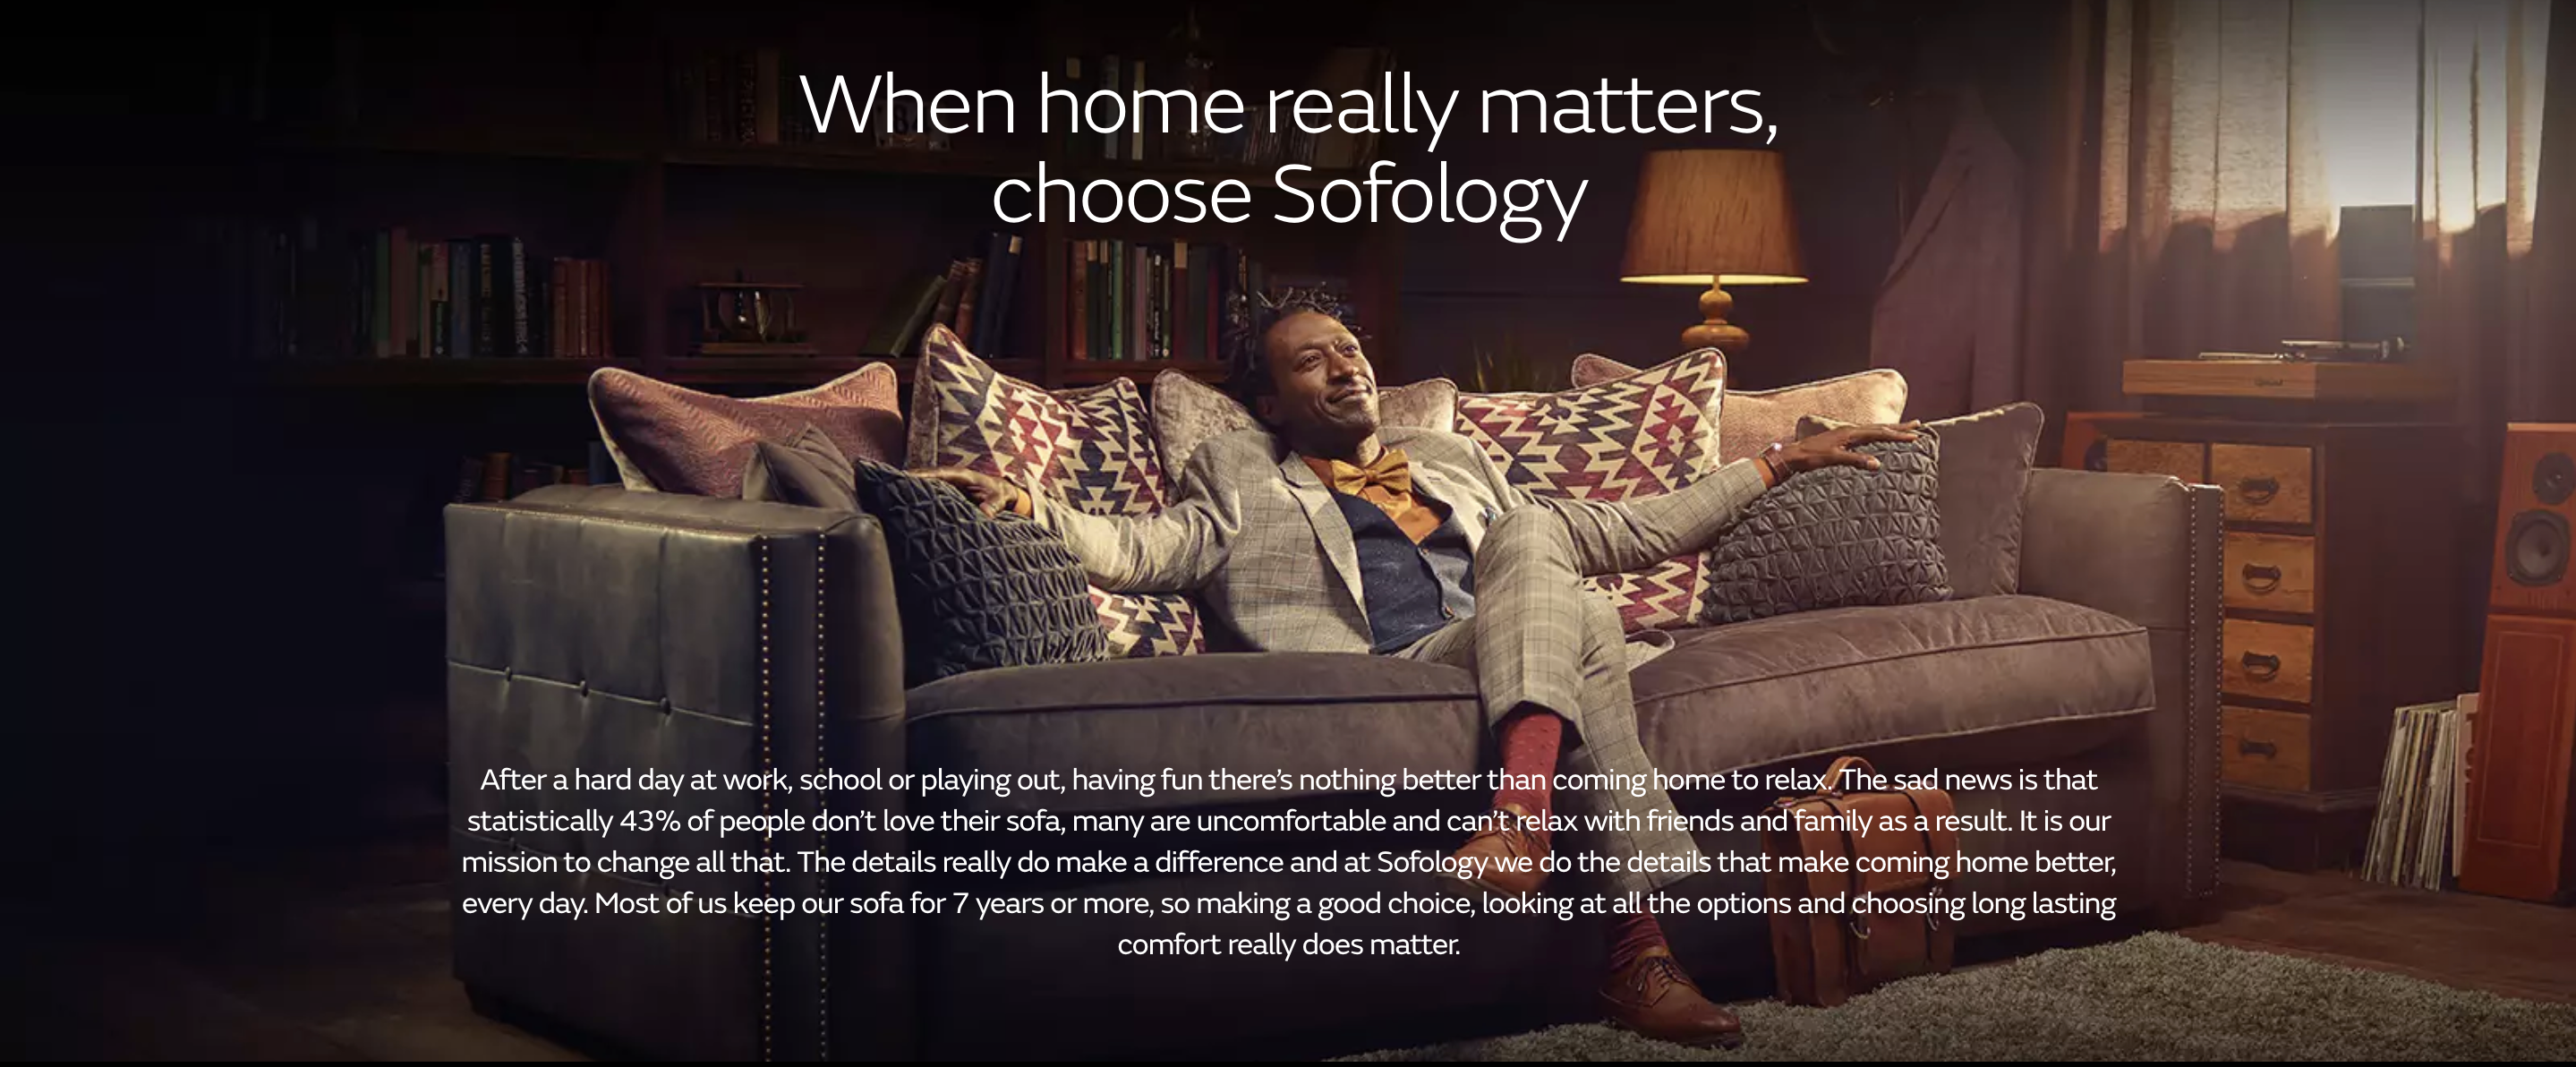 When home really matters,
choose Sofology
After a hard day at work, school or playing out, having fun there’s nothing better than coming home to relax. The sad news is that
statistically 43% of people don’t love their sofa, many are uncomfortable and can’t relax with friends and family as a result. It is our
mission to change all that. The details really do make a difference and at Sofology we do the details that make coming home better,
every day. Most of us keep our sofa for 7 years or more, so making a good choice, looking at all the options and choosing long lasting
comfort really does matter.